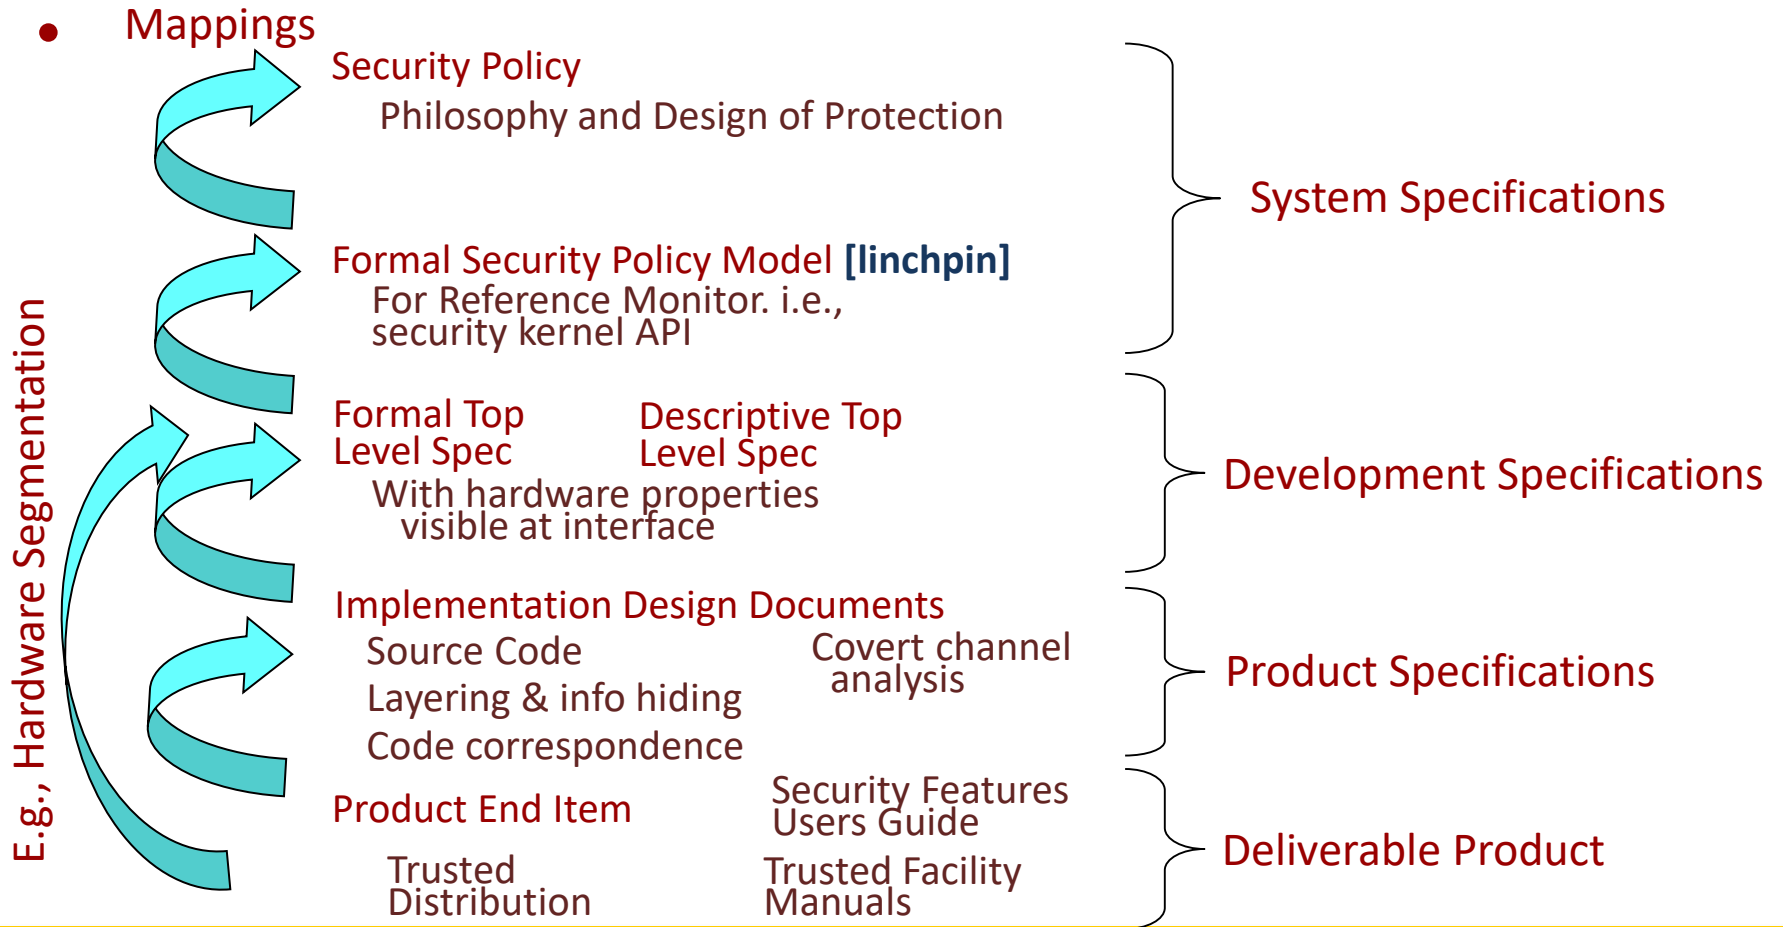 • Mappings
Security Policy
Philosophy and Design of Protection
System Specifications
Formal Security Policy Model [linchpin]
For Reference Monitor. i.e.,
security kernel API
E.g., Hardware Segmentation
Formal Top
Level Spec
Descriptive Top
Level Spec
With hardware properties
visible at interface
Development Specifications
Implementation Design Documents
Source Code
Layering & info hiding
Code correspondence
Covert channel
analysis
Product Specifications
Product End Item
Security Features
Users Guide
Trusted
Distribution
Trusted Facility
Manuals
Deliverable Product